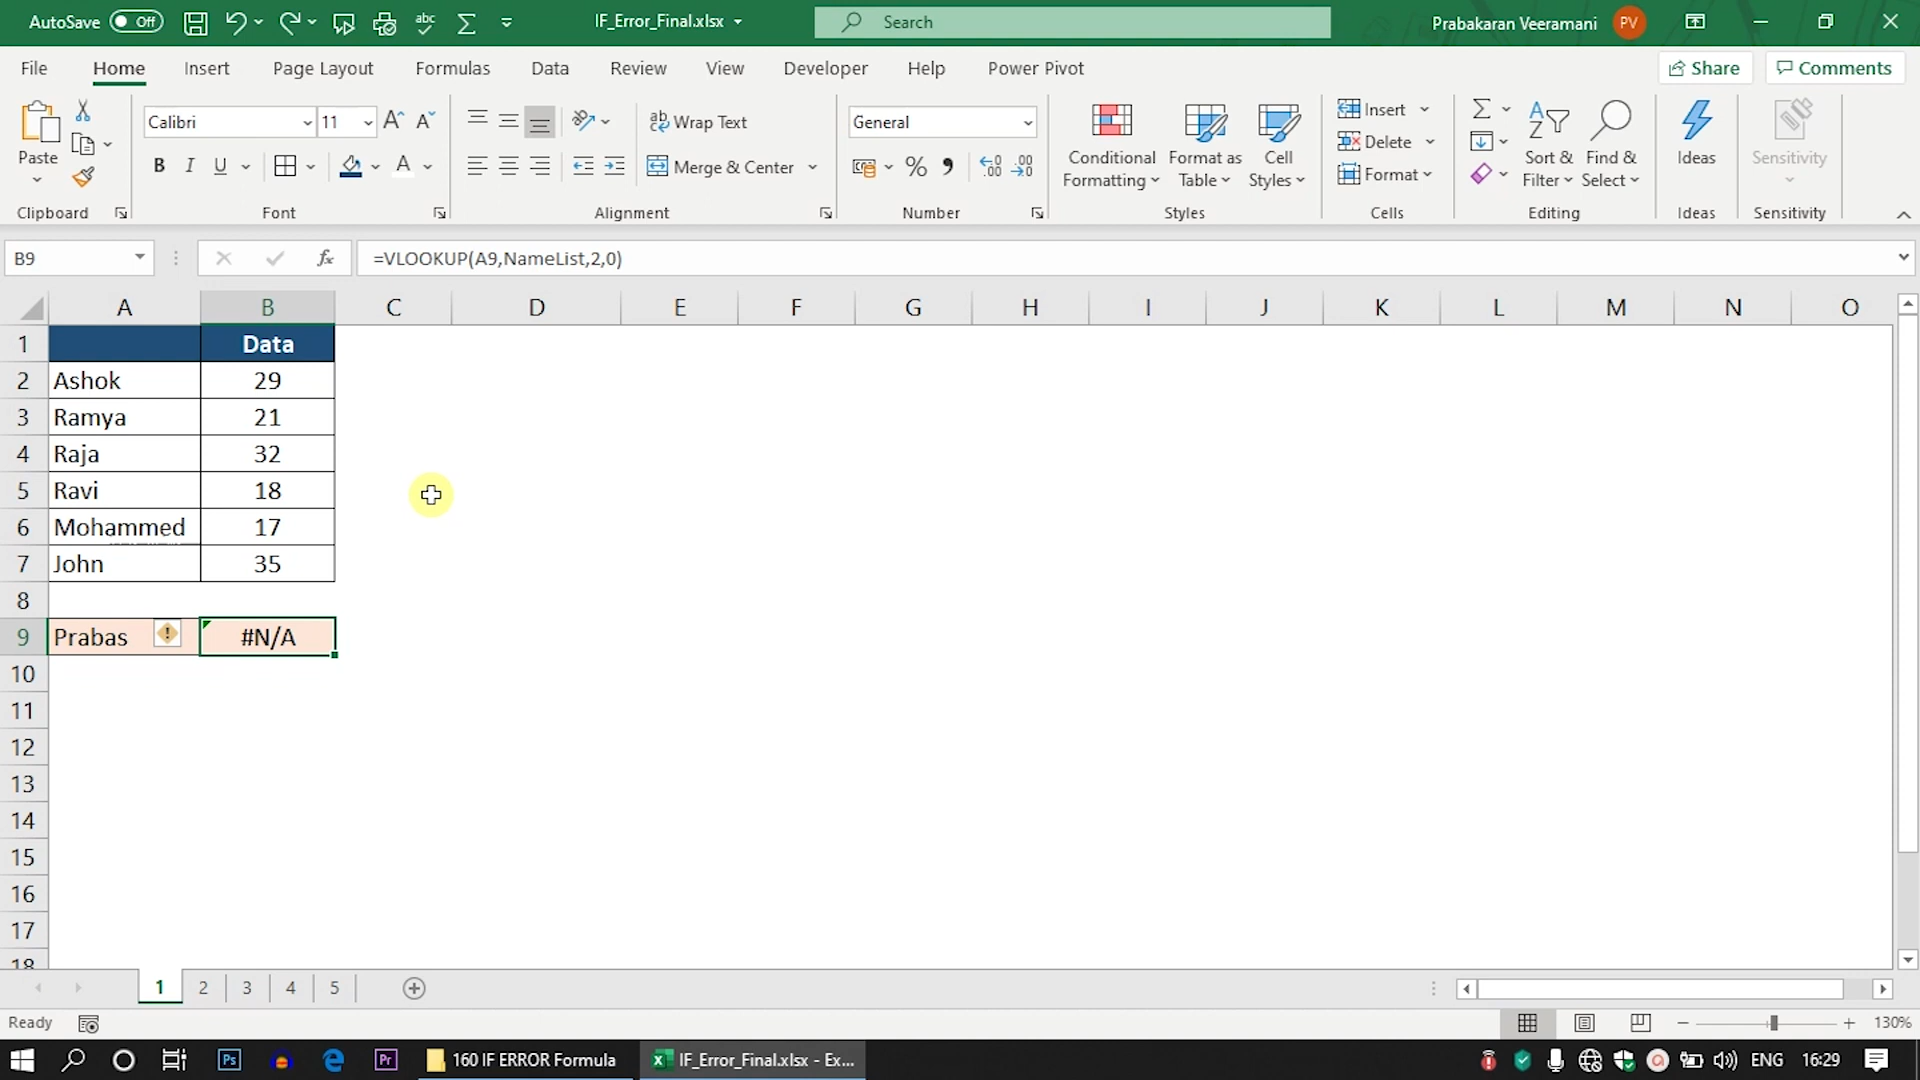 AutoSave Off IF_Error_Final.xlsx Search Prabakaran Veeramani PV
File Home Insert Page Layout Formulas Data Review View Developer Help Power Pivot Share Comments
Paste
Clipboard
Calibri 11
B I U A
Font
Wrap Text
Merge & Center
Alignment
General
%
Number
Conditional Formatting
Format as Table
Cell Styles
Styles
Insert
Delete
Format
Cells
Sort & Filter
Find & Select
Editing
Ideas
Ideas
Sensitivity
Sensitivity
B9 fx =VLOOKUP(A9,NameList,2,0)
A B C D E F G H I J K L M N O
1 Data
2 Ashok 29
3 Ramya 21
4 Raja 32
5 Ravi 18
6 Mohammed 17
7 John 35
8
9 Prabas #N/A
10
11
12
13
14
15
16
17
18
1 2 3 4 5
Ready 130%
Ps Pr 160 IF ERROR Formula IF_Error_Final.xlsx - Ex... ENG 16:29